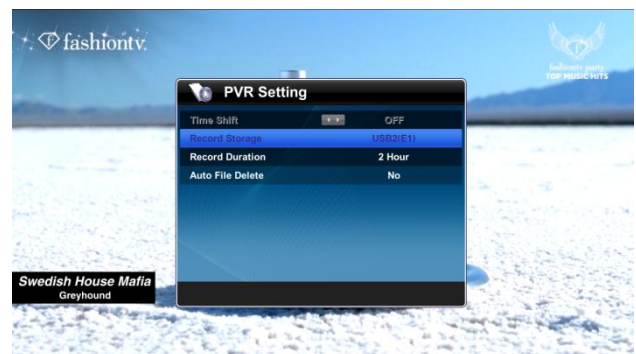 fashiontv.
fashiontv party
TOP MUSIC HITS
PVR Setting
Time Shift OFF
Record Storage USB2(E1)
Record Duration 2 Hour
Auto File Delete No
Swedish House Mafia
Greyhound